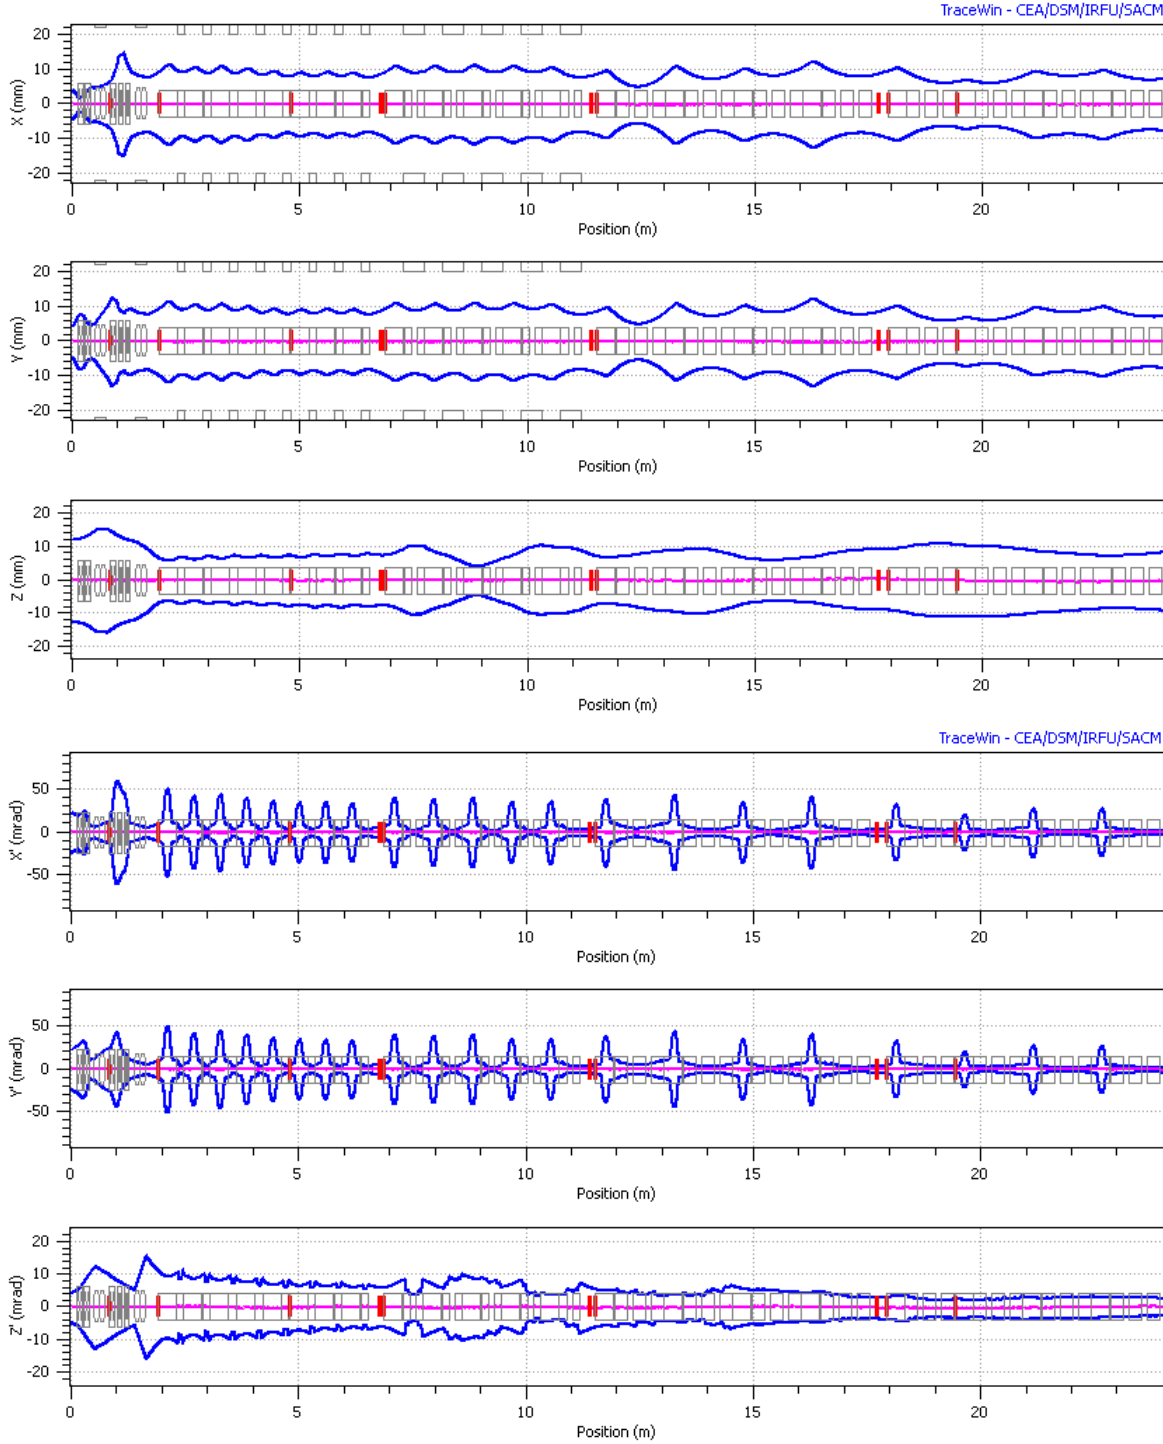 TraceWin - CEA/DSM/IRFU/SACM
20
10
0
-10
-20
X (mm)
0 5 10 15 20
Position (m)
20
10
0
-10
-20
Y (mm)
0 5 10 15 20
Position (m)
20
10
0
-10
-20
Z (mm)
0 5 10 15 20
Position (m)
TraceWin - CEA/DSM/IRFU/SACM
50
0
-50
X' (mrad)
0 5 10 15 20
Position (m)
50
0
-50
Y' (mrad)
0 5 10 15 20
Position (m)
20
10
0
-10
-20
Z' (mrad)
0 5 10 15 20
Position (m)